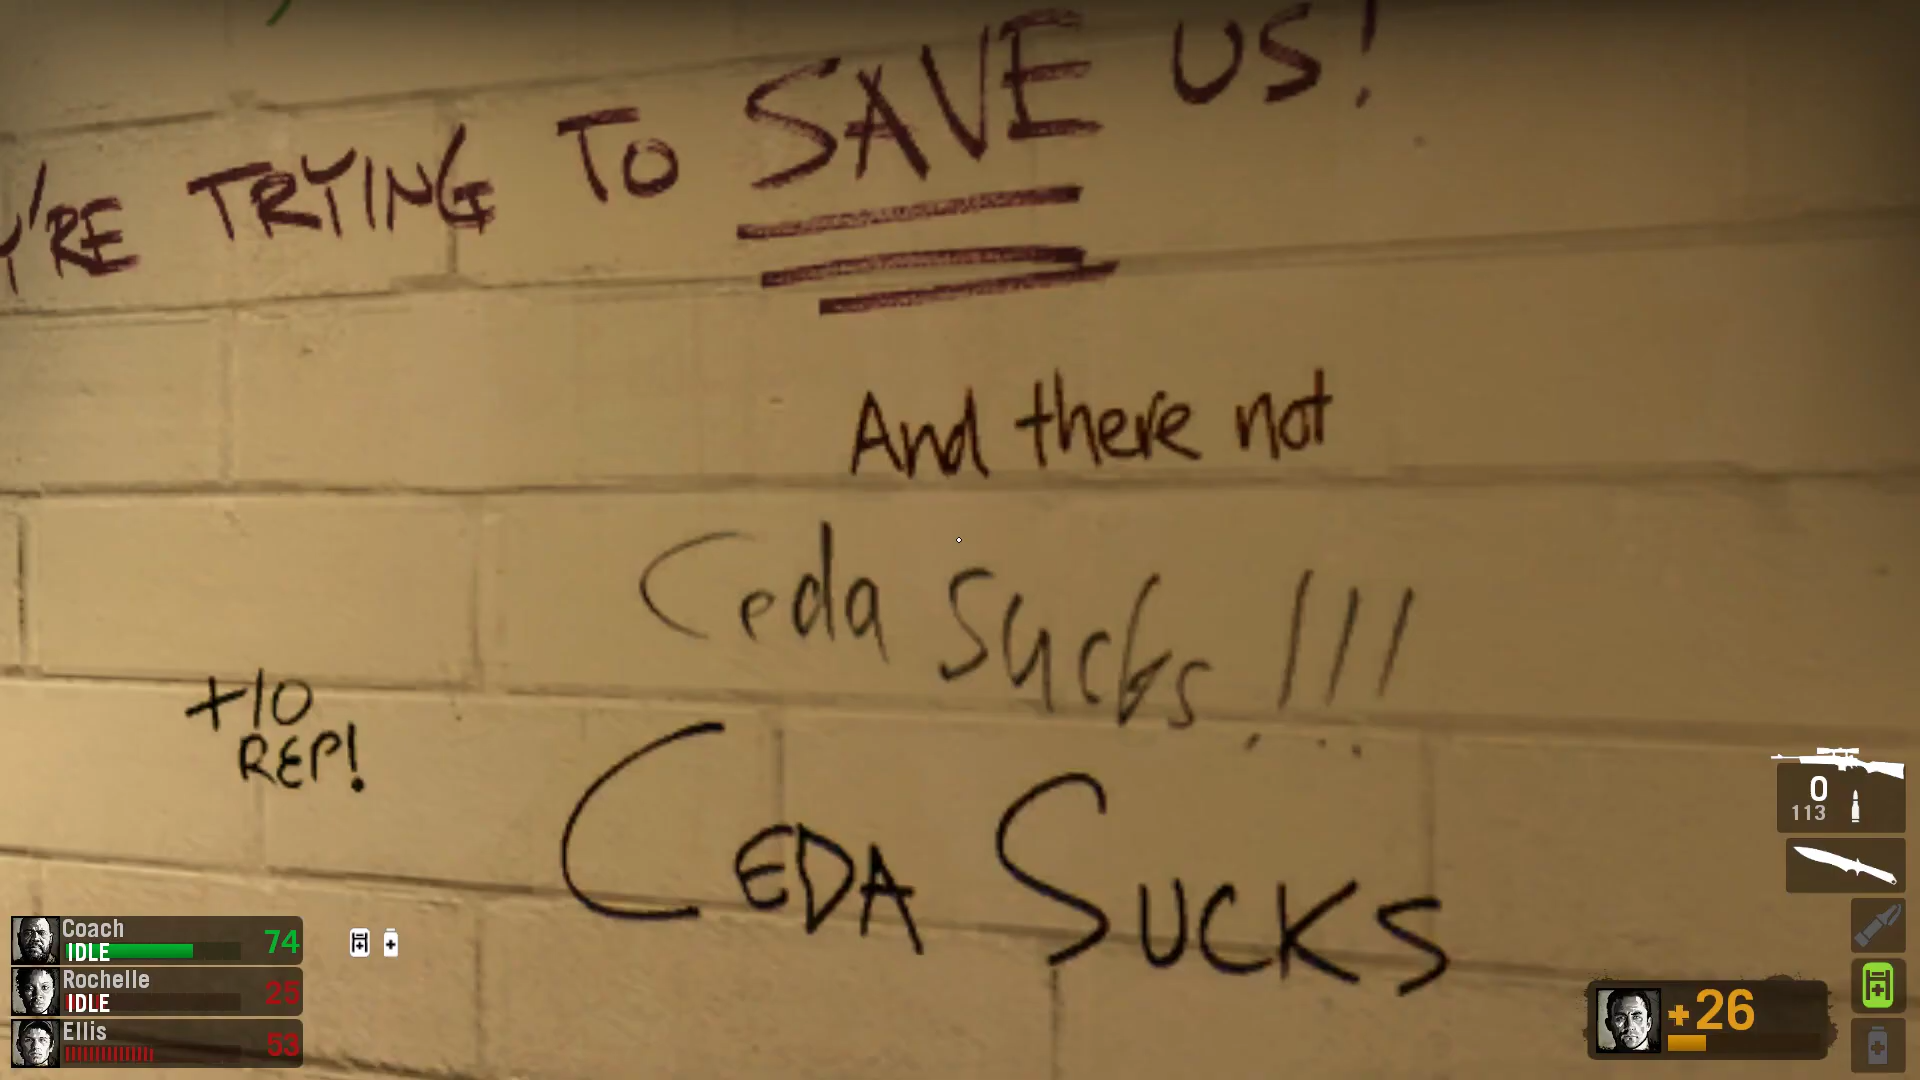 Y'RE TRYING TO SAVE US!
And there not
Ceda Sucks!!!
+10
REP!
CEDA SUCKS
0
113
Coach
IDLE
74
Rochelle
IDLE
25
Ellis
53
+26